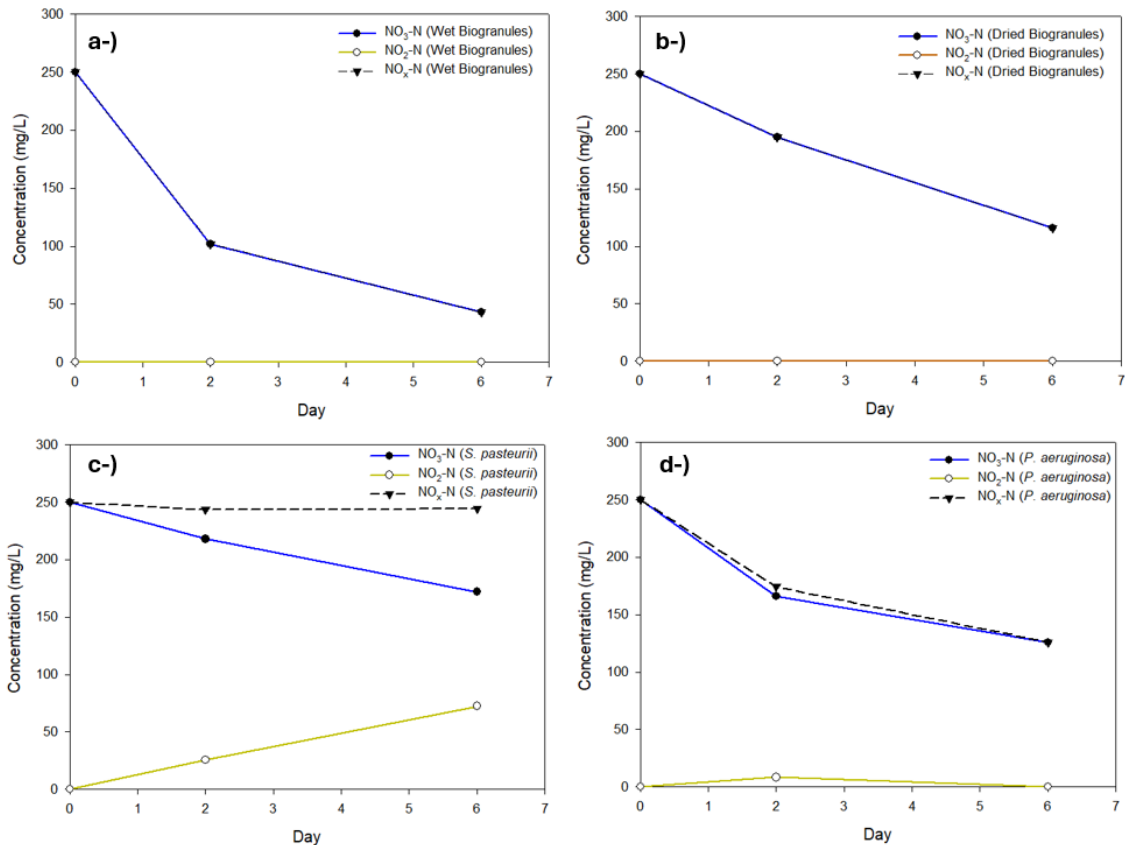 a-)
NO3-N (Wet Biogranules)
NO2-N (Wet Biogranules)
NOx-N (Wet Biogranules)
Concentration (mg/L)
300
250
200
150
100
50
0
0 1 2 3 4 5 6 7
Day
b-)
NO3-N (Dried Biogranules)
NO2-N (Dried Biogranules)
NOx-N (Dried Biogranules)
Concentration (mg/L)
300
250
200
150
100
50
0
0 1 2 3 4 5 6 7
Day
c-)
NO3-N (S. pasteurii)
NO2-N (S. pasteurii)
NOx-N (S. pasteurii)
Concentration (mg/L)
300
250
200
150
100
50
0
0 1 2 3 4 5 6 7
Day
d-)
NO3-N (P. aeruginosa)
NO2-N (P. aeruginosa)
NOx-N (P. aeruginosa)
Concentration (mg/L)
300
250
200
150
100
50
0
0 1 2 3 4 5 6 7
Day